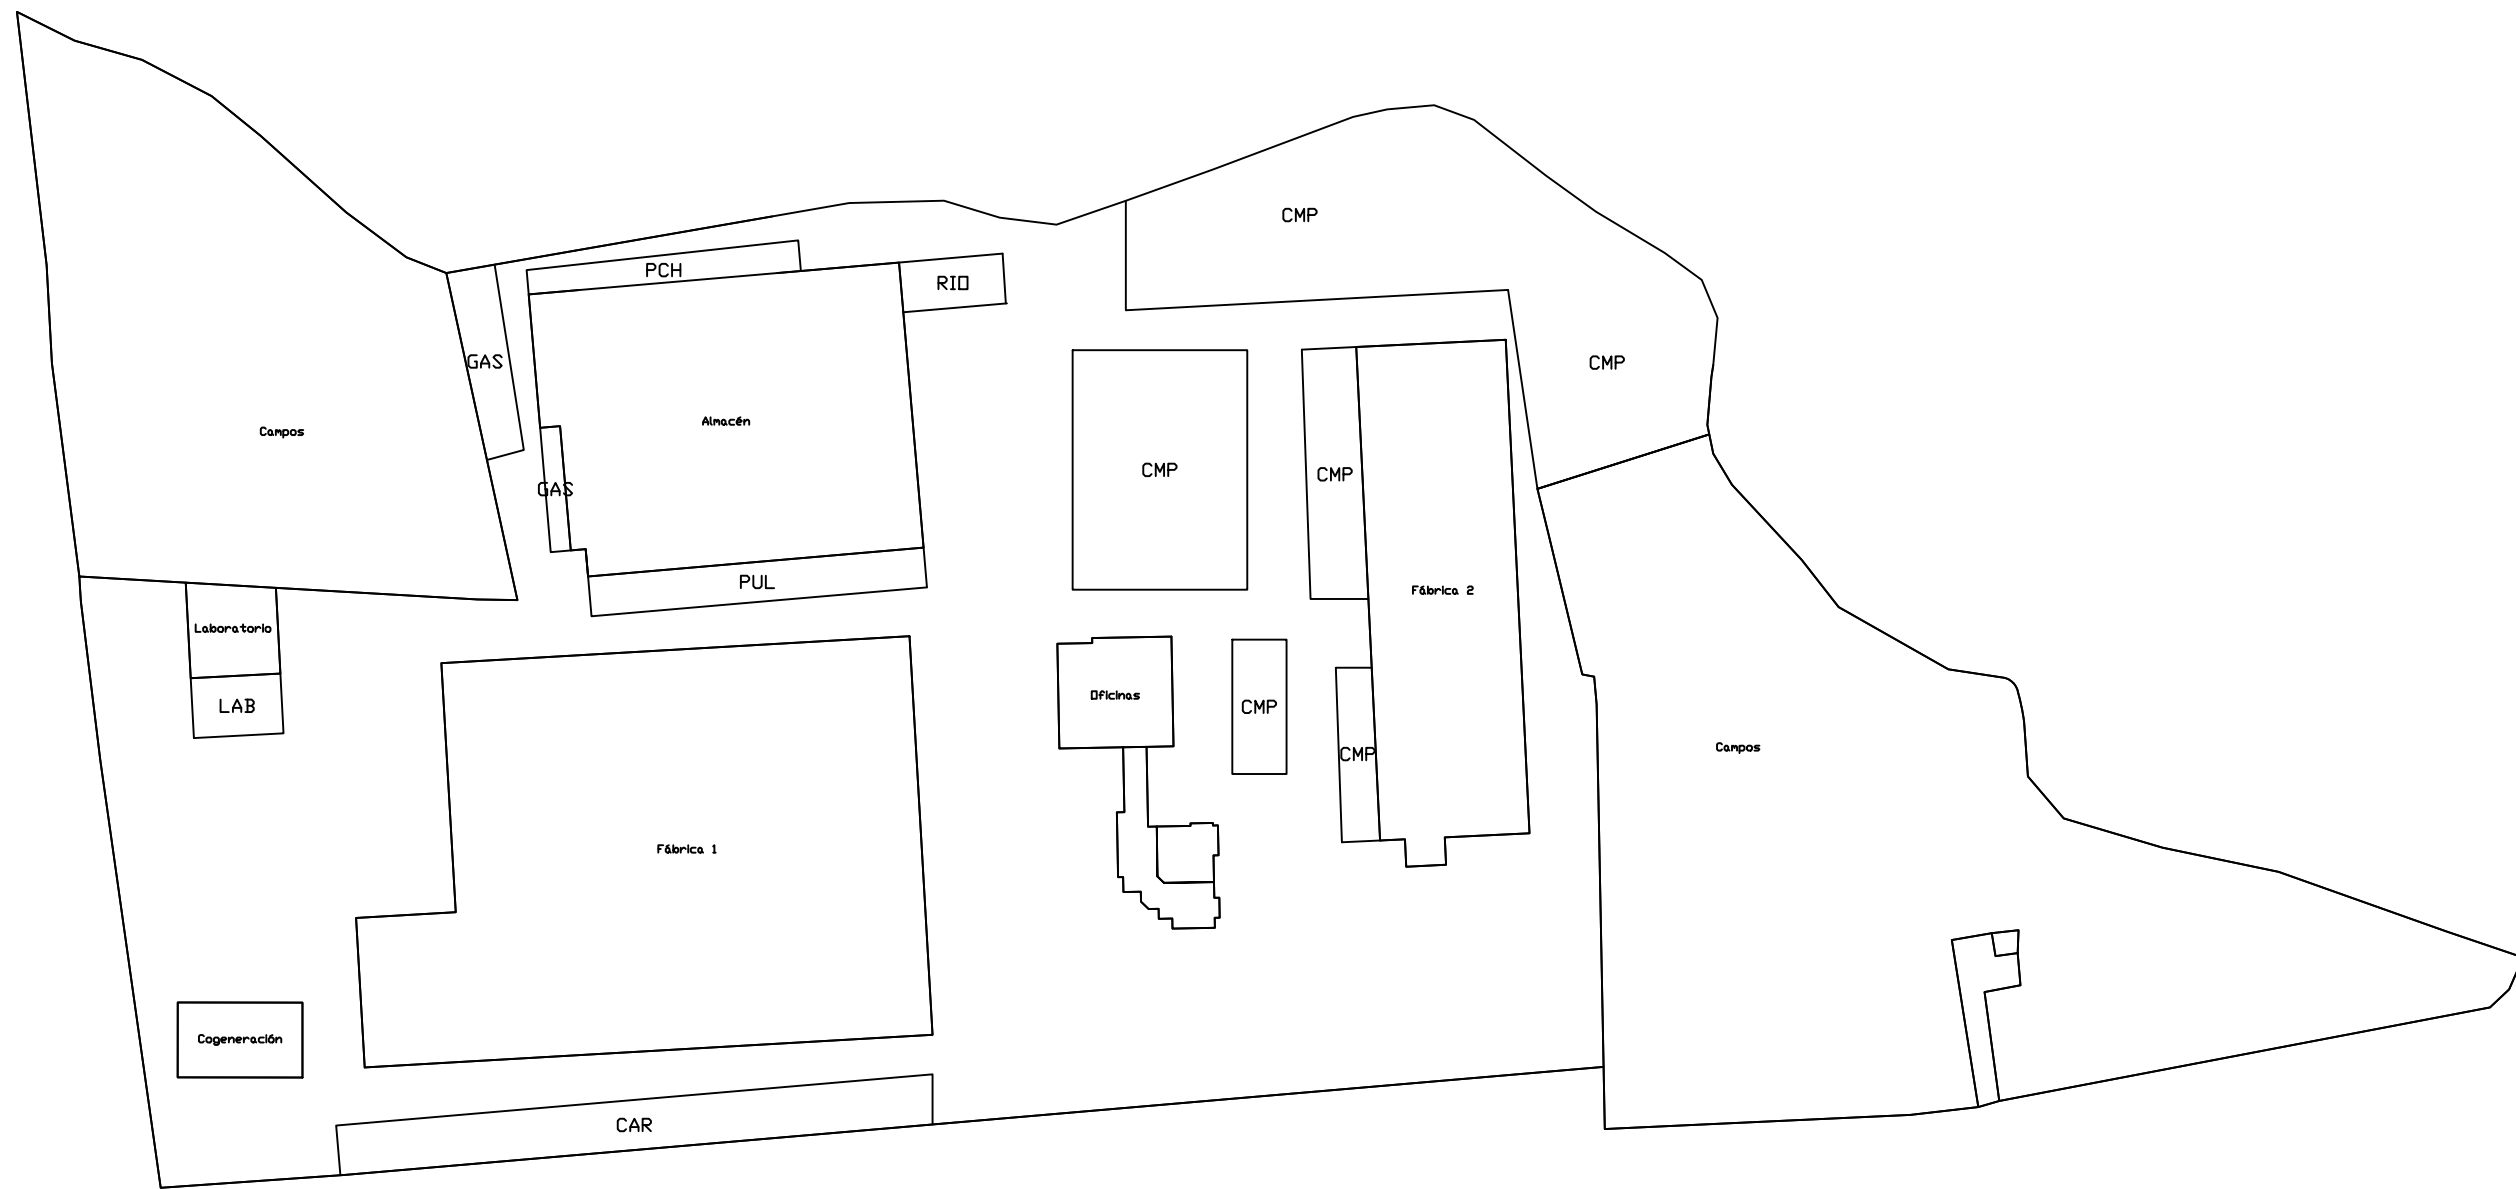 CMP
PCH
RIO
GAS
CMP
Almacén
Campos
CMP
CMP
GAS
PUL
Fábrica 2
Laboratorio
Oficinas
LAB
CMP
Campos
CMP
Fábrica 1
Cogeneración
CAR